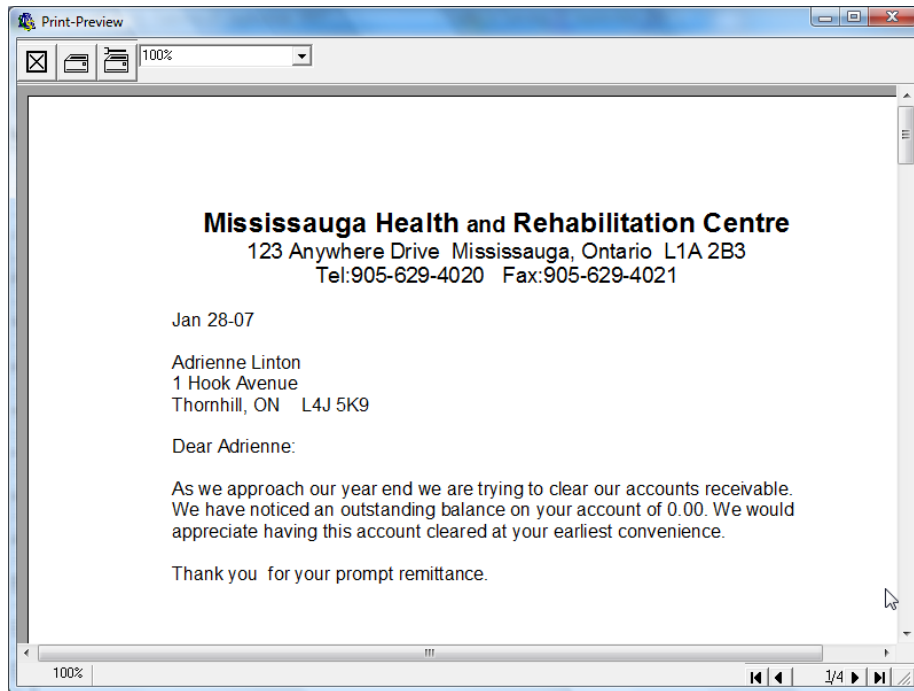 Print-Preview
100%
Mississauga Health and Rehabilitation Centre
123 Anywhere Drive  Mississauga, Ontario  L1A 2B3
Tel:905-629-4020   Fax:905-629-4021
Jan 28-07
Adrienne Linton
1 Hook Avenue
Thornhill, ON    L4J 5K9
Dear Adrienne:
As we approach our year end we are trying to clear our accounts receivable.
We have noticed an outstanding balance on your account of 0.00. We would
appreciate having this account cleared at your earliest convenience.
Thank you  for your prompt remittance.
100%
1/4